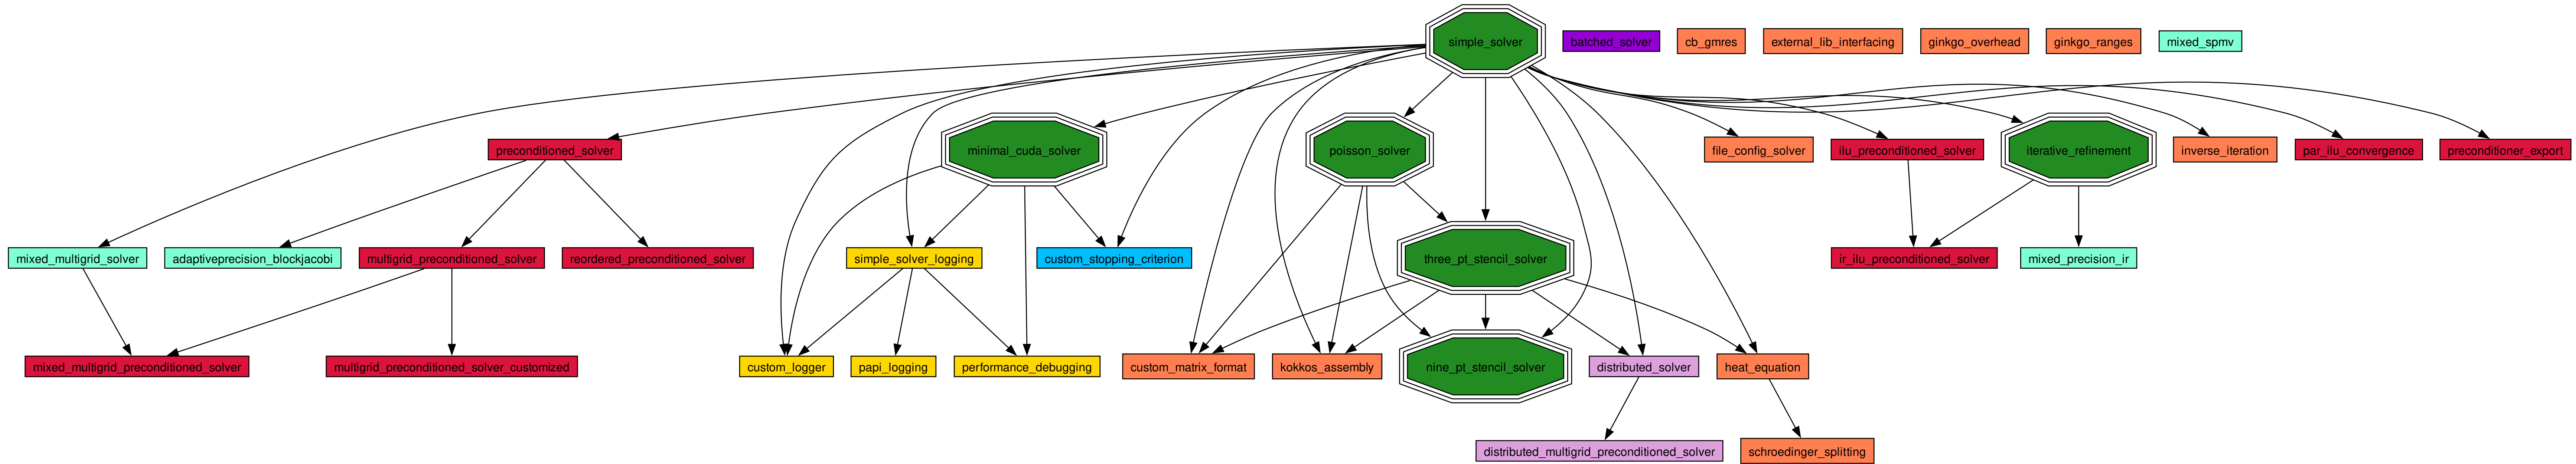 simple_solver
batched_solver
cb_gmres
external_lib_interfacing
ginkgo_overhead
ginkgo_ranges
mixed_spmv
preconditioned_solver
minimal_cuda_solver
poisson_solver
file_config_solver
ilu_preconditioned_solver
iterative_refinement
inverse_iteration
par_ilu_convergence
preconditioner_export
mixed_multigrid_solver
adaptiveprecision_blockjacobi
multigrid_preconditioned_solver
reordered_preconditioned_solver
simple_solver_logging
custom_stopping_criterion
three_pt_stencil_solver
ir_ilu_preconditioned_solver
mixed_precision_ir
mixed_multigrid_preconditioned_solver
multigrid_preconditioned_solver_customized
custom_logger
papi_logging
performance_debugging
custom_matrix_format
kokkos_assembly
nine_pt_stencil_solver
distributed_solver
heat_equation
distributed_multigrid_preconditioned_solver
schroedinger_splitting